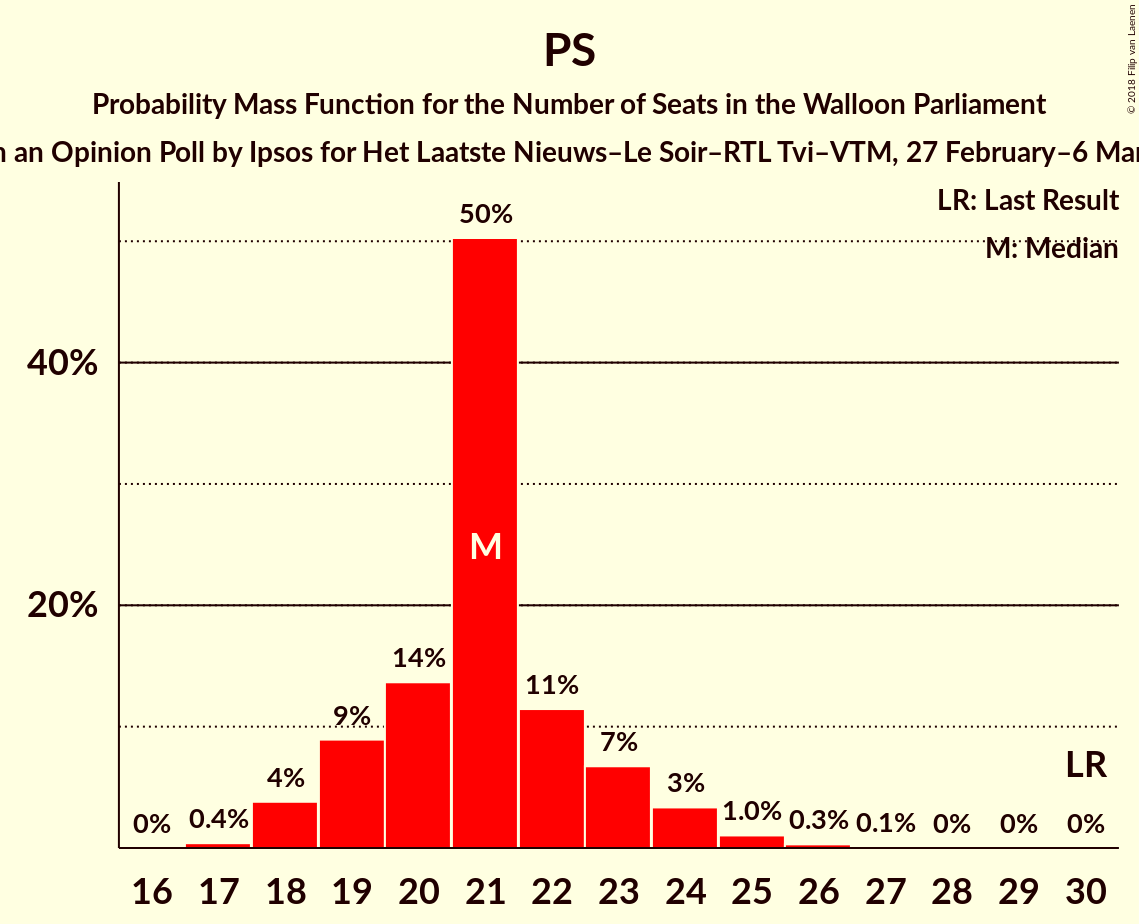 PS
Probability Mass Function for the Number of Seats in the Walloon Parliament
an Opinion Poll by Ipsos for Het Laatste Nieuws–Le Soir–RTL Tvi–VTM, 27 February–6
© 2018 Filip van Laenen
LR: Last Result
M: Median
50%
40%
20%
M
14%
11%
9%
7%
4%
3%
LR
0% 0.4% 1.0% 0.3% 0.1% 0% 0% 0%
16 17 18 19 20 21 22 23 24 25 26 27 28 29 30